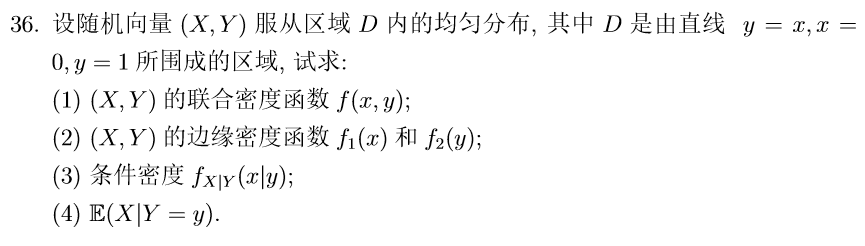 36. 设随机向量 (X, Y) 服从区域 D 内的均匀分布, 其中 D 是由直线 y = x, x =
0, y = 1 所围成的区域, 试求:
(1) (X, Y) 的联合密度函数 f(x, y);
(2) (X, Y) 的边缘密度函数 f₁(x) 和 f₂(y);
(3) 条件密度 f_{X|Y}(x|y);
(4) 𝔼(X|Y = y).